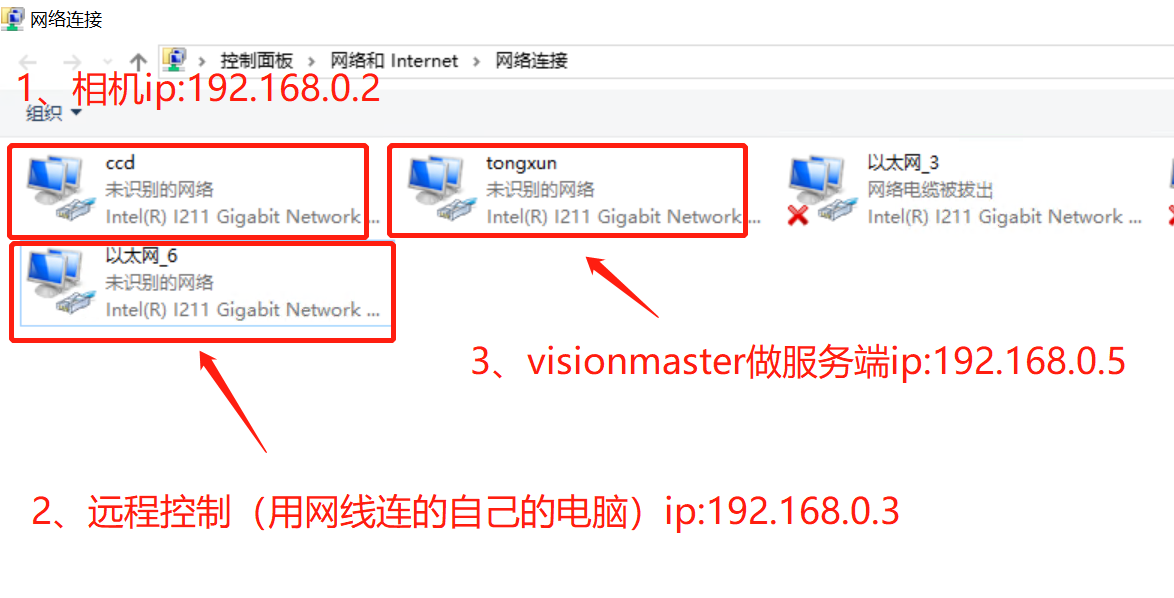 网络连接
控制面板 › 网络和 Internet › 网络连接
1、相机ip:192.168.0.2
组织
ccd
未识别的网络
Intel(R) I211 Gigabit Network ...
tongxun
未识别的网络
Intel(R) I211 Gigabit Network ...
以太网_3
网络电缆被拔出
Intel(R) I211 Gigabit Network ...
以太网_6
未识别的网络
Intel(R) I211 Gigabit Network ...
3、visionmaster做服务端ip:192.168.0.5
2、远程控制（用网线连的自己的电脑）ip:192.168.0.3